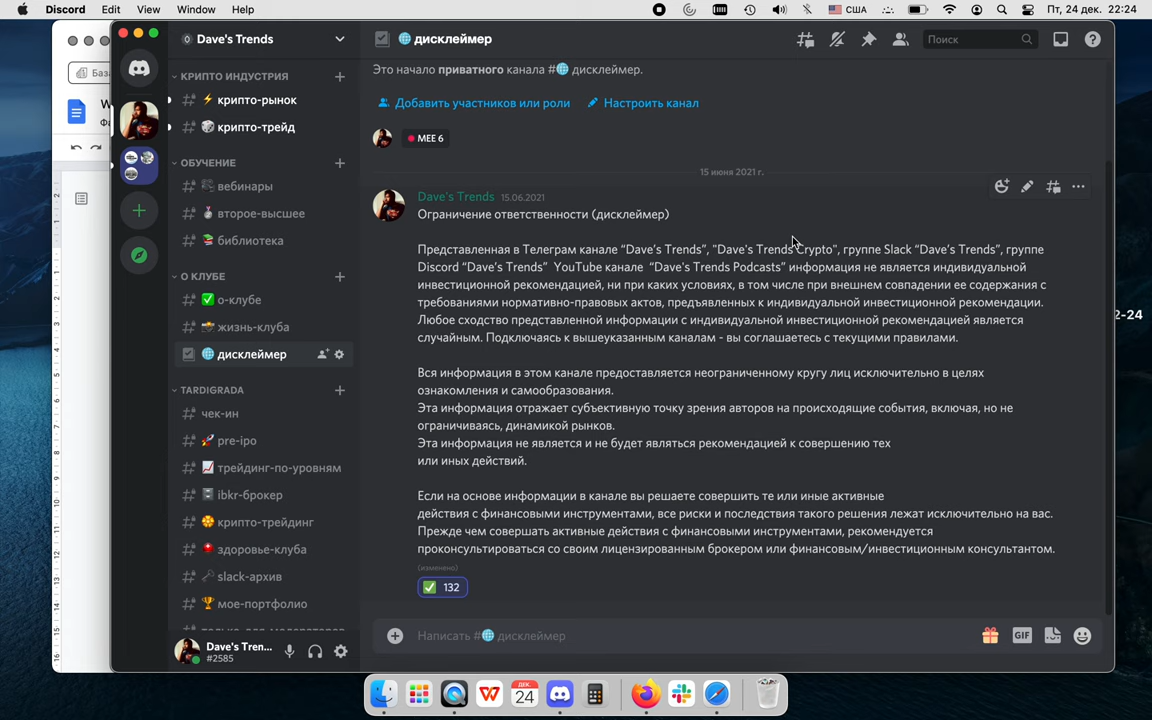 Discord Edit View Window Help США Пт, 24 дек. 22:24
Баз
W
Фа
Dave's Trends
КРИПТО ИНДУСТРИЯ
крипто-рынок
крипто-трейд
ОБУЧЕНИЕ
вебинары
второе-высшее
библиотека
О КЛУБЕ
о-клубе
жизнь-клуба
дисклеймер
TARDIGRADA
чек-ин
pre-ipo
трейдинг-по-уровням
ibkr-брокер
крипто-трейдинг
здоровье-клуба
slack-архив
мое-портфолио
только-для-модераторов
Dave's Tren...
#2585
дисклеймер
Поиск
Это начало приватного канала # дисклеймер.
Добавить участников или роли Настроить канал
MEE 6
15 июня 2021 г.
Dave's Trends 15.06.2021
Ограничение ответственности (дисклеймер)
Представленная в Телеграм канале “Dave’s Trends”, "Dave's Trends Crypto", группе Slack “Dave’s Trends”, группе
Discord “Dave’s Trends” YouTube канале “Dave's Trends Podcasts” информация не является индивидуальной
инвестиционной рекомендацией, ни при каких условиях, в том числе при внешнем совпадении ее содержания с
требованиями нормативно-правовых актов, предъявленных к индивидуальной инвестиционной рекомендации.
Любое сходство представленной информации с индивидуальной инвестиционной рекомендацией является
случайным. Подключаясь к вышеуказанным каналам - вы соглашаетесь с текущими правилами.
Вся информация в этом канале предоставляется неограниченному кругу лиц исключительно в целях
ознакомления и самообразования.
Эта информация отражает субъективную точку зрения авторов на происходящие события, включая, но не
ограничиваясь, динамикой рынков.
Эта информация не является и не будет являться рекомендацией к совершению тех
или иных действий.
Если на основе информации в канале вы решаете совершить те или иные активные
действия с финансовыми инструментами, все риски и последствия такого решения лежат исключительно на вас.
Прежде чем совершать активные действия с финансовыми инструментами, рекомендуется
проконсультироваться со своим лицензированным брокером или финансовым/инвестиционным консультантом.
(изменено)
132
Написать # дисклеймер
GIF
2-24
ДЕК.
24